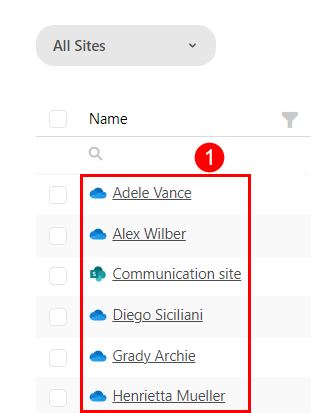 All Sites
Name
1
Adele Vance
Alex Wilber
Communication site
Diego Siciliani
Grady Archie
Henrietta Mueller